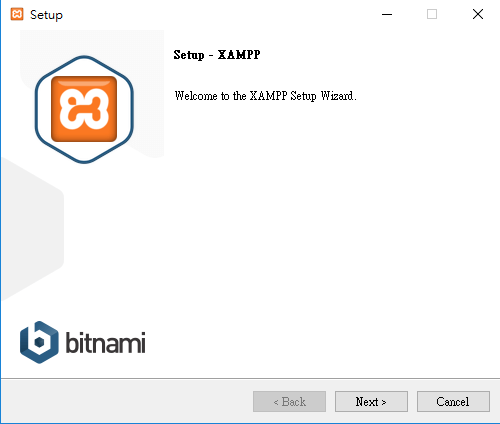 Setup
Setup - XAMPP
Welcome to the XAMPP Setup Wizard.
bitnami
< Back
Next >
Cancel